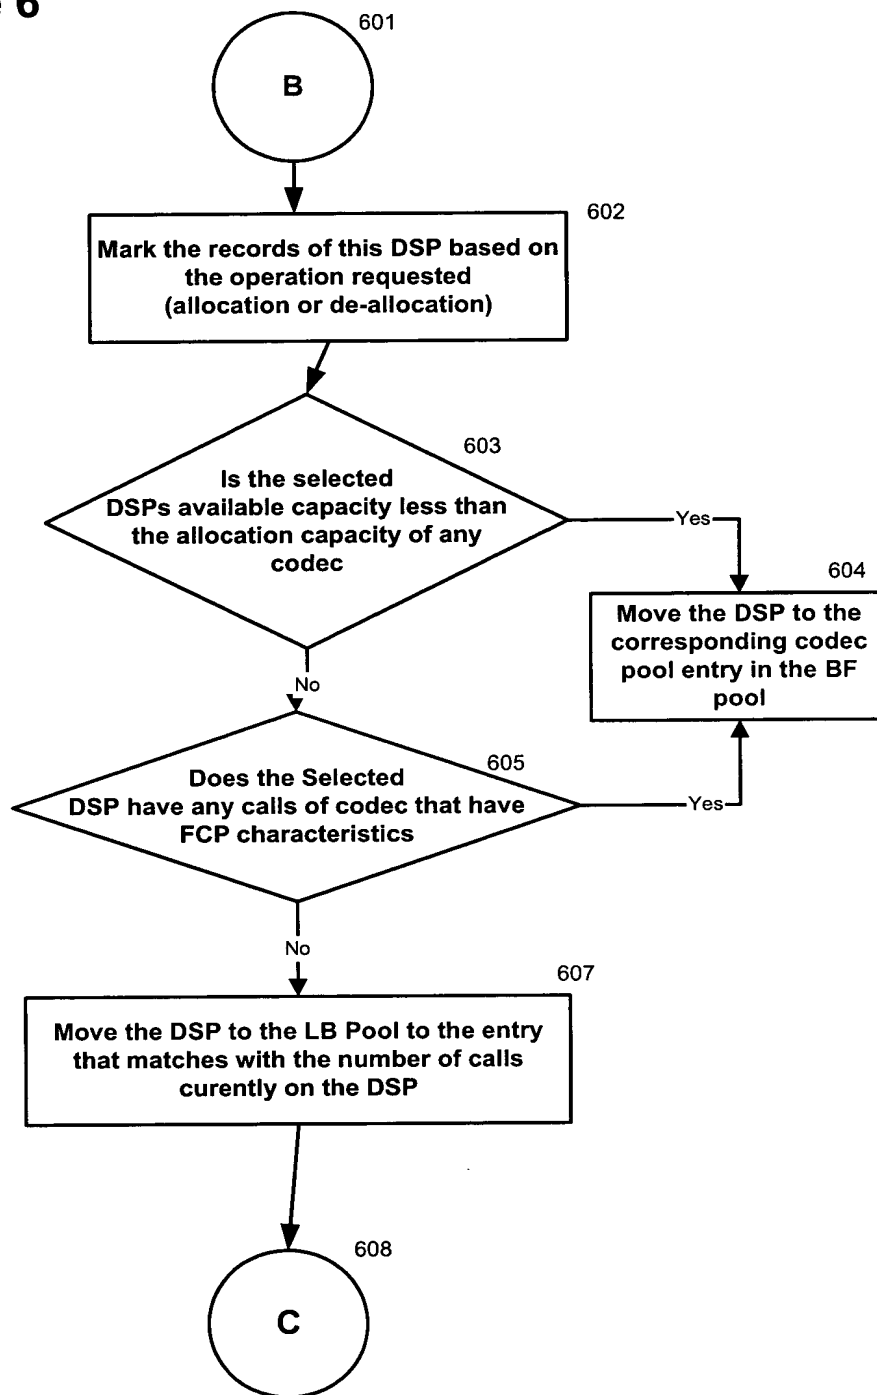 6
601
B
602
Mark the records of this DSP based on
the operation requested
(allocation or de-allocation)
603
Is the selected
DSPs available capacity less than
the allocation capacity of any
codec
Yes
604
Move the DSP to the
corresponding codec
pool entry in the BF
pool
No
605
Does the Selected
DSP have any calls of codec that have
FCP characteristics
Yes
No
607
Move the DSP to the LB Pool to the entry
that matches with the number of calls
curently on the DSP
608
C